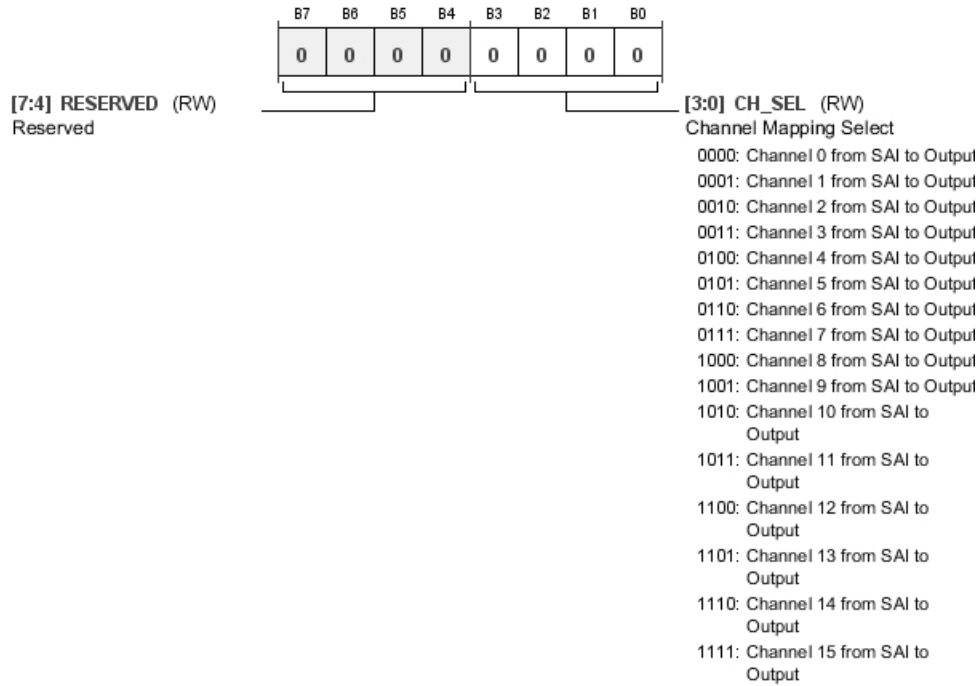 B7 B6 B5 B4 B3 B2 B1 B0
0 0 0 0 0 0 0 0
[7:4] RESERVED (RW)
Reserved
[3:0] CH_SEL (RW)
Channel Mapping Select
0000: Channel 0 from SAI to Output
0001: Channel 1 from SAI to Output
0010: Channel 2 from SAI to Output
0011: Channel 3 from SAI to Output
0100: Channel 4 from SAI to Output
0101: Channel 5 from SAI to Output
0110: Channel 6 from SAI to Output
0111: Channel 7 from SAI to Output
1000: Channel 8 from SAI to Output
1001: Channel 9 from SAI to Output
1010: Channel 10 from SAI to
Output
1011: Channel 11 from SAI to
Output
1100: Channel 12 from SAI to
Output
1101: Channel 13 from SAI to
Output
1110: Channel 14 from SAI to
Output
1111: Channel 15 from SAI to
Output